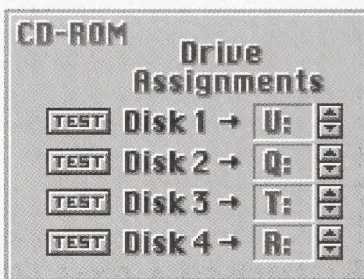 CD-ROM
Drive
Assignments
TEST Disk 1 → U:
TEST Disk 2 → Q:
TEST Disk 3 → T:
TEST Disk 4 → R: